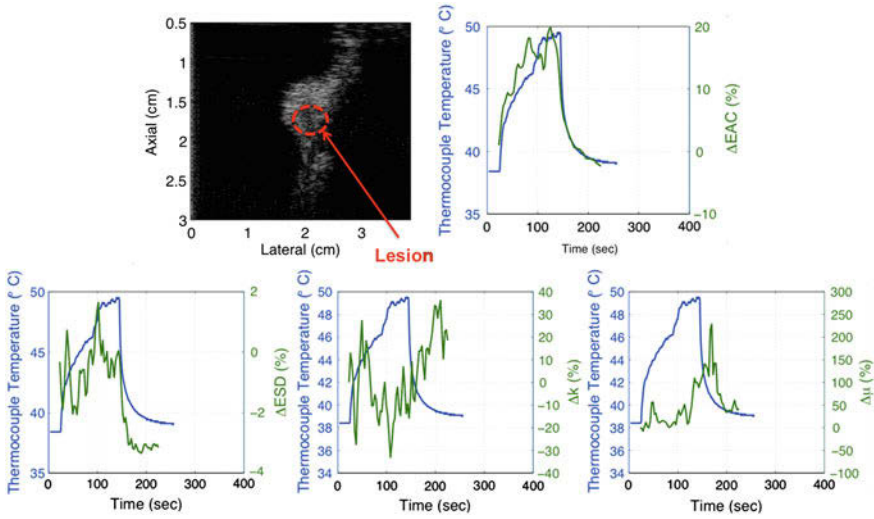 0.5
1
1.5
2
2.5
3
Axial (cm)
0 1 2 3
Lateral (cm)
Lesion
Thermocouple Temperature (° C)
50
45
40
35
20
10
0
−10
ΔEAC (%)
0 100 200 300 400
Time (sec)
Thermocouple Temperature (° C)
50
45
40
35
2
0
−2
−4
ΔESD (%)
0 100 200 300 400
Time (sec)
Thermocouple Temperature (° C)
50
48
46
44
42
40
38
36
34
40
30
20
10
0
−10
−20
−30
−40
Δk (%)
0 100 200 300 400
Time (sec)
Thermocouple Temperature (° C)
50
48
46
44
42
40
38
36
34
300
250
200
150
100
50
0
−50
−100
Δμ (%)
0 100 200 300 400
Time (sec)